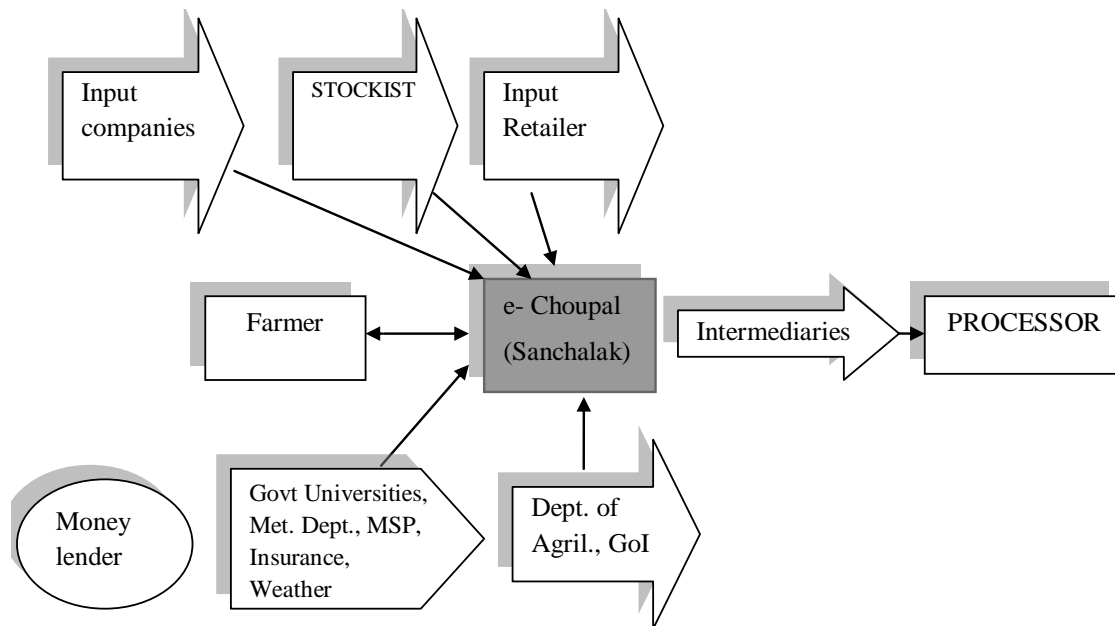 Input
companies
STOCKIST
Input
Retailer
Farmer
e- Choupal
(Sanchalak)
Intermediaries
PROCESSOR
Money
lender
Govt Universities,
Met. Dept., MSP,
Insurance,
Weather
Dept. of
Agril., GoI